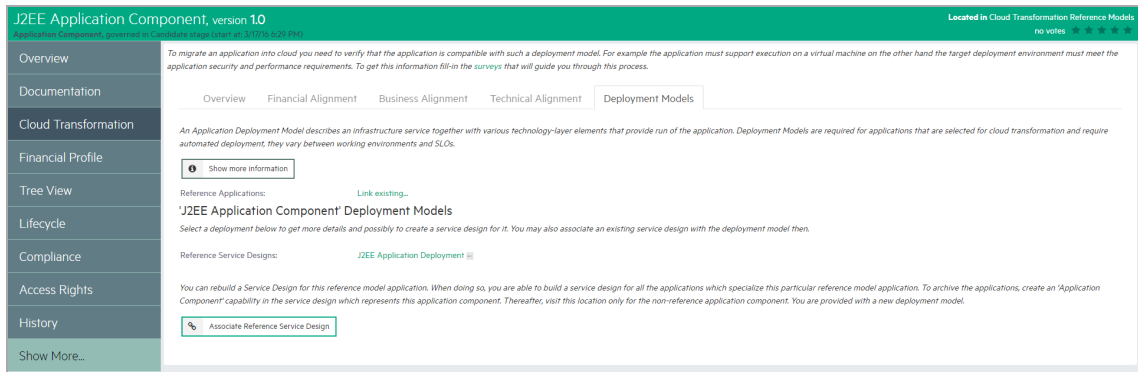 J2EE Application Component, version 1.0
Located in Cloud Transformation Reference Models
Application Component, governed in Candidate stage (start at: 3/17/16 6:29 PM)
no votes
Overview
Documentation
Cloud Transformation
Financial Profile
Tree View
Lifecycle
Compliance
Access Rights
History
Show More...
To migrate an application into cloud you need to verify that the application is compatible with such a deployment model. For example the application must support execution on a virtual machine on the other hand the target deployment environment must meet the
application security and performance requirements. To get this information fill-in the surveys that will guide you through this process.
Overview Financial Alignment Business Alignment Technical Alignment Deployment Models
An Application Deployment Model describes an infrastructure service together with various technology-layer elements that provide run of the application. Deployment Models are required for applications that are selected for cloud transformation and require
automated deployment, they vary between working environments and SLOs.
Show more information
Reference Applications: Link existing...
'J2EE Application Component' Deployment Models
Select a deployment below to get more details and possibly to create a service design for it. You may also associate an existing service design with the deployment model then.
Reference Service Designs: J2EE Application Deployment
You can rebuild a Service Design for this reference model application. When doing so, you are able to build a service design for all the applications which specialize this particular reference model application. To archive the applications, create an 'Application
Component' capability in the service design which represents this application component. Thereafter, visit this location only for the non-reference application component. You are provided with a new deployment model.
Associate Reference Service Design